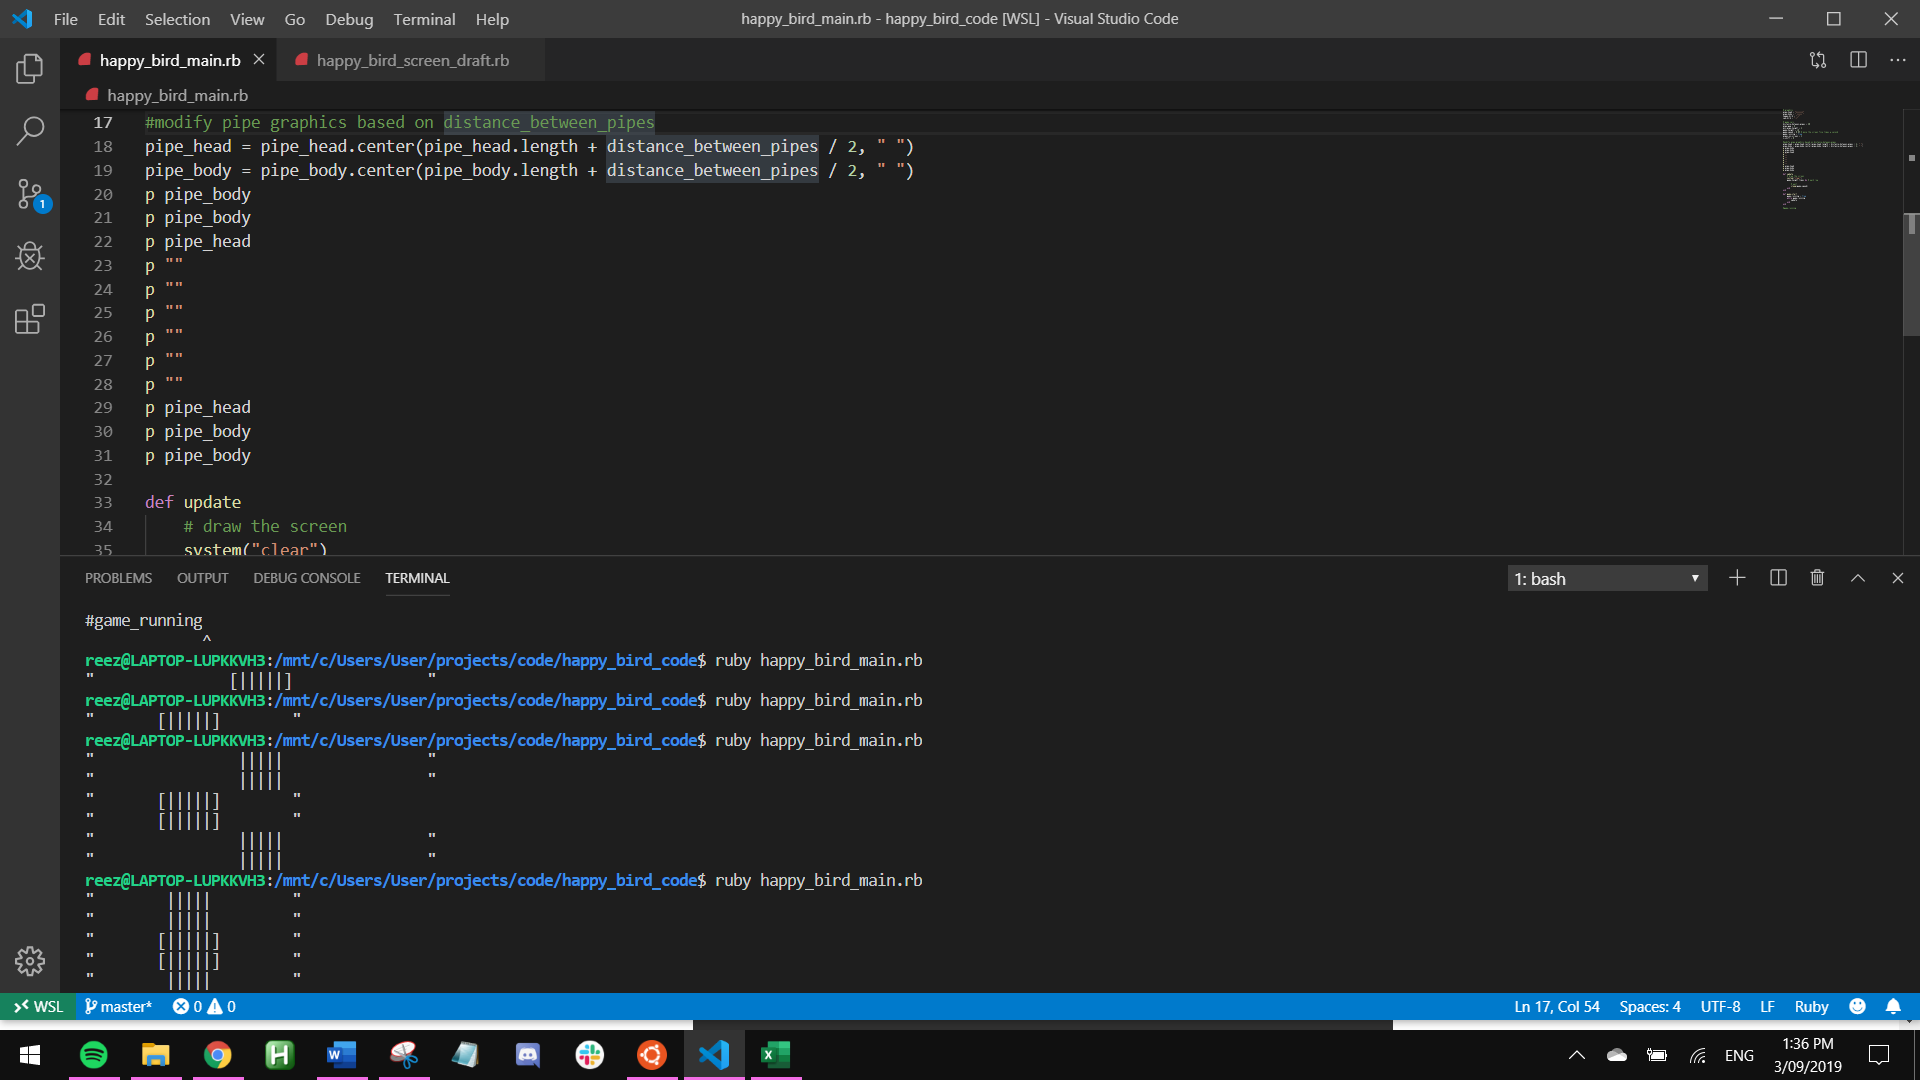 File Edit Selection View Go Debug Terminal Help
happy_bird_main.rb - happy_bird_code [WSL] - Visual Studio Code
happy_bird_main.rb
happy_bird_screen_draft.rb
happy_bird_main.rb
17 #modify pipe graphics based on distance_between_pipes
18 pipe_head = pipe_head.center(pipe_head.length + distance_between_pipes / 2, " ")
19 pipe_body = pipe_body.center(pipe_body.length + distance_between_pipes / 2, " ")
20 p pipe_body
21 p pipe_body
22 p pipe_head
23 p ""
24 p ""
25 p ""
26 p ""
27 p ""
28 p ""
29 p pipe_head
30 p pipe_body
31 p pipe_body
32
33 def update
34     # draw the screen
35     system("clear")
1
PROBLEMS OUTPUT DEBUG CONSOLE TERMINAL
1: bash
#game_running
             ^
reez@LAPTOP-LUPKKVH3:/mnt/c/Users/User/projects/code/happy_bird_code$ ruby happy_bird_main.rb
"               [|||||]               "
reez@LAPTOP-LUPKKVH3:/mnt/c/Users/User/projects/code/happy_bird_code$ ruby happy_bird_main.rb
"       [|||||]        "
reez@LAPTOP-LUPKKVH3:/mnt/c/Users/User/projects/code/happy_bird_code$ ruby happy_bird_main.rb
"                |||||                "
"                |||||                "
"       [|||||]        "
"       [|||||]        "
"                |||||                "
"                |||||                "
reez@LAPTOP-LUPKKVH3:/mnt/c/Users/User/projects/code/happy_bird_code$ ruby happy_bird_main.rb
"        |||||         "
"        |||||         "
"       [|||||]        "
"       [|||||]        "
"        |||||         "
WSL master* 0 0
Ln 17, Col 54 Spaces: 4 UTF-8 LF Ruby
ENG
1:36 PM
3/09/2019